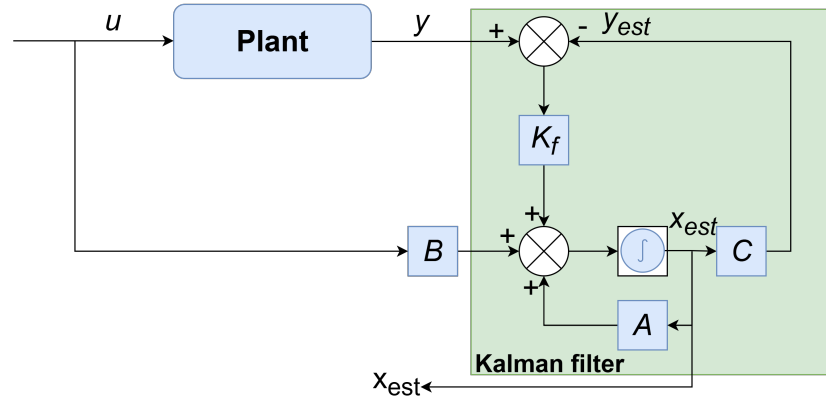 u
Plant
y
+
-
y_est
K_f
+
+
B
∫
x_est
C
+
A
Kalman filter
x_est